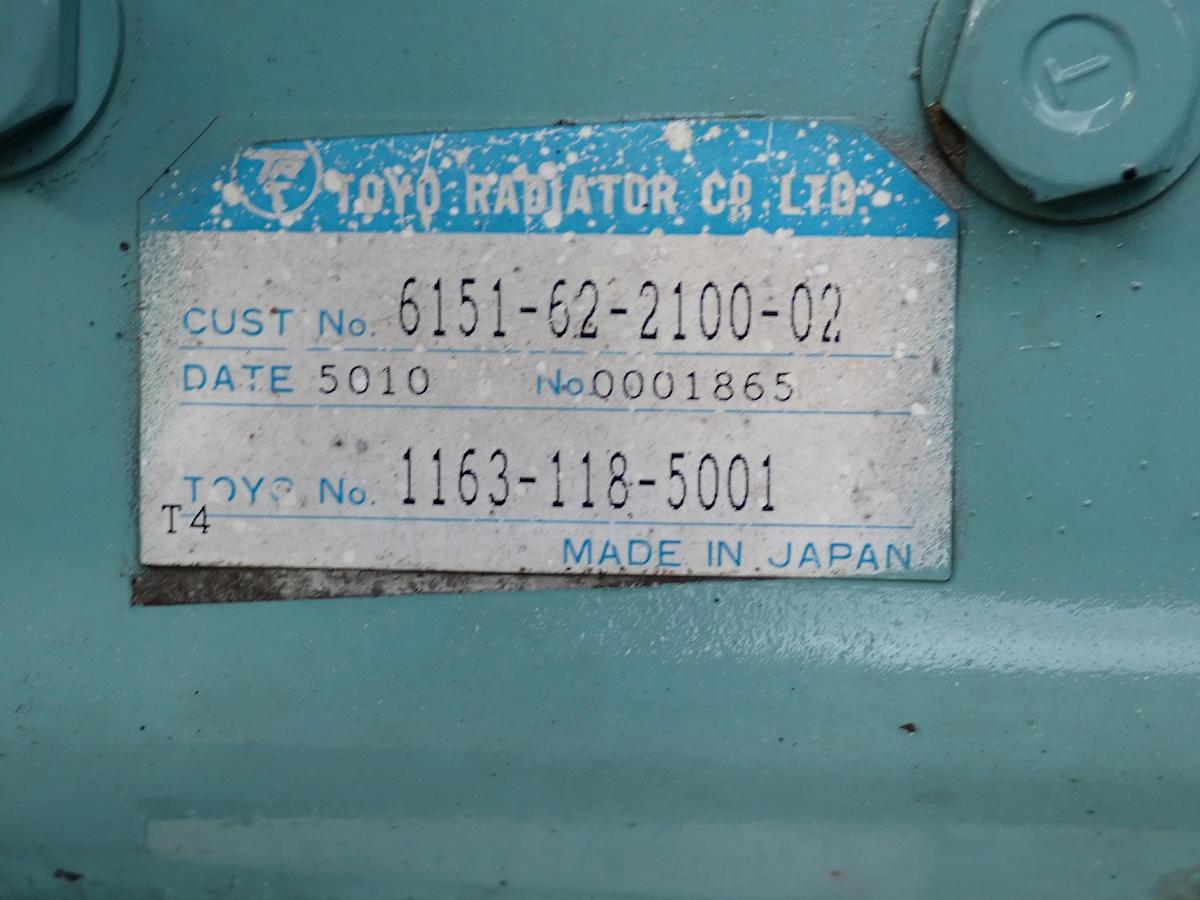 TOYO RADIATOR CO.,LTD.
CUST No. 6151-62-2100-02
DATE 5010 No.0001865
TOYO No. 1163-118-5001
T4
MADE IN JAPAN